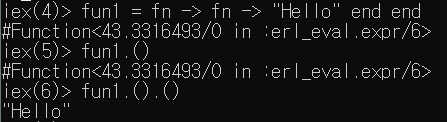 iex(4)> fun1 = fn -> fn -> "Hello" end end
#Function<43.3316493/0 in :erl_eval.expr/6>
iex(5)> fun1.()
#Function<43.3316493/0 in :erl_eval.expr/6>
iex(6)> fun1.().()
"Hello"